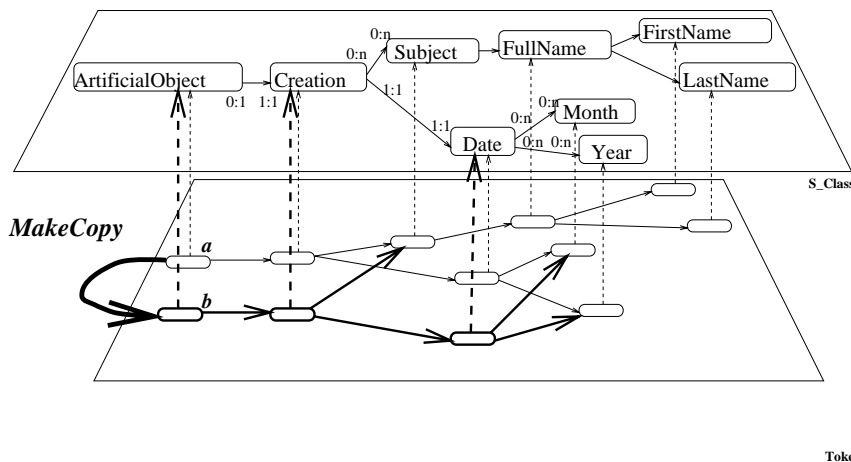 FirstName
0:n
Subject
FullName
0:n
ArtificialObject
Creation
LastName
0:1
1:1
1:1
0:n
0:n
Month
1:1
Date
0:n
0:n
Year
S_Class
MakeCopy
a
b
Toke